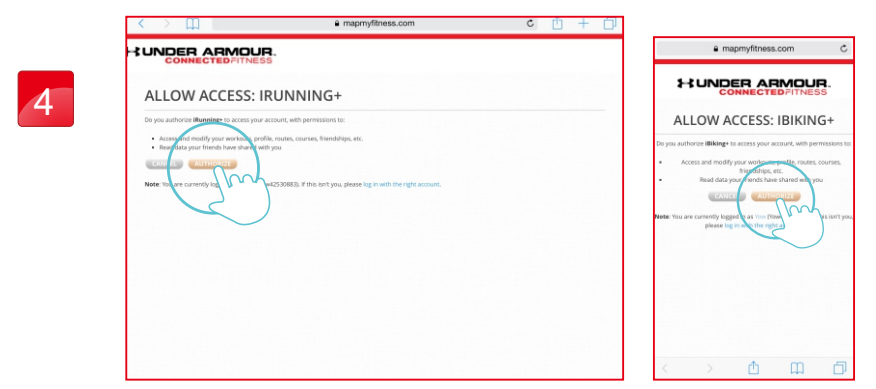 4
mapmyfitness.com
UNDER ARMOUR.
CONNECTEDFITNESS
ALLOW ACCESS: IRUNNING+
Do you authorize iRunning+ to access your account, with permissions to:
• Access and modify your workouts, profile, routes, courses, friendships, etc.
• Read data your friends have shared with you
CANCEL AUTHORIZE
Note: You are currently log w42530883). If this isn't you, please log in with the right account.
mapmyfitness.com
UNDER ARMOUR.
CONNECTEDFITNESS
ALLOW ACCESS: IBIKING+
Do you authorize iBiking+ to access your account, with permissions to:
• Access and modify your workouts, profile, routes, courses,
friendships, etc.
• Read data your friends have shared with you
CANCEL AUTHORIZE
Note: You are currently logged in as as isn't you,
please log in with the right a